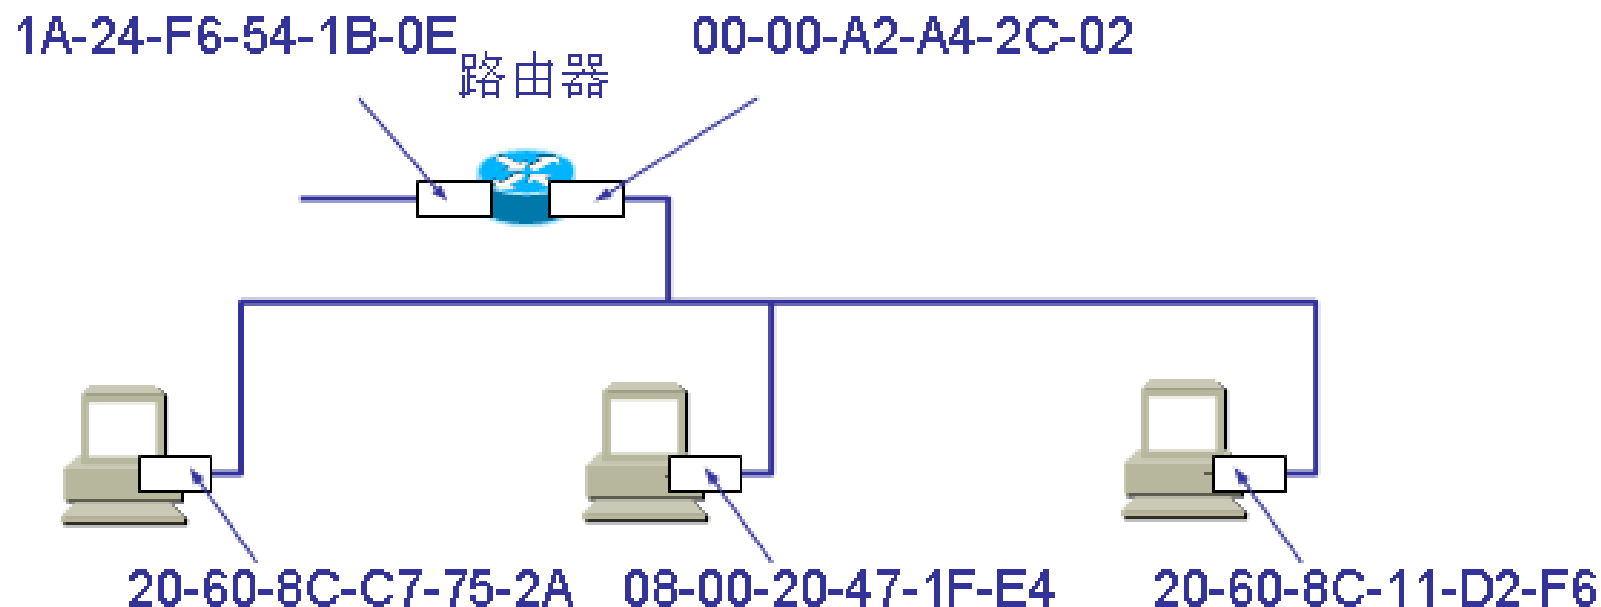 1A-24-F6-54-1B-0E
路由器
00-00-A2-A4-2C-02
20-60-8C-C7-75-2A
08-00-20-47-1F-E4
20-60-8C-11-D2-F6